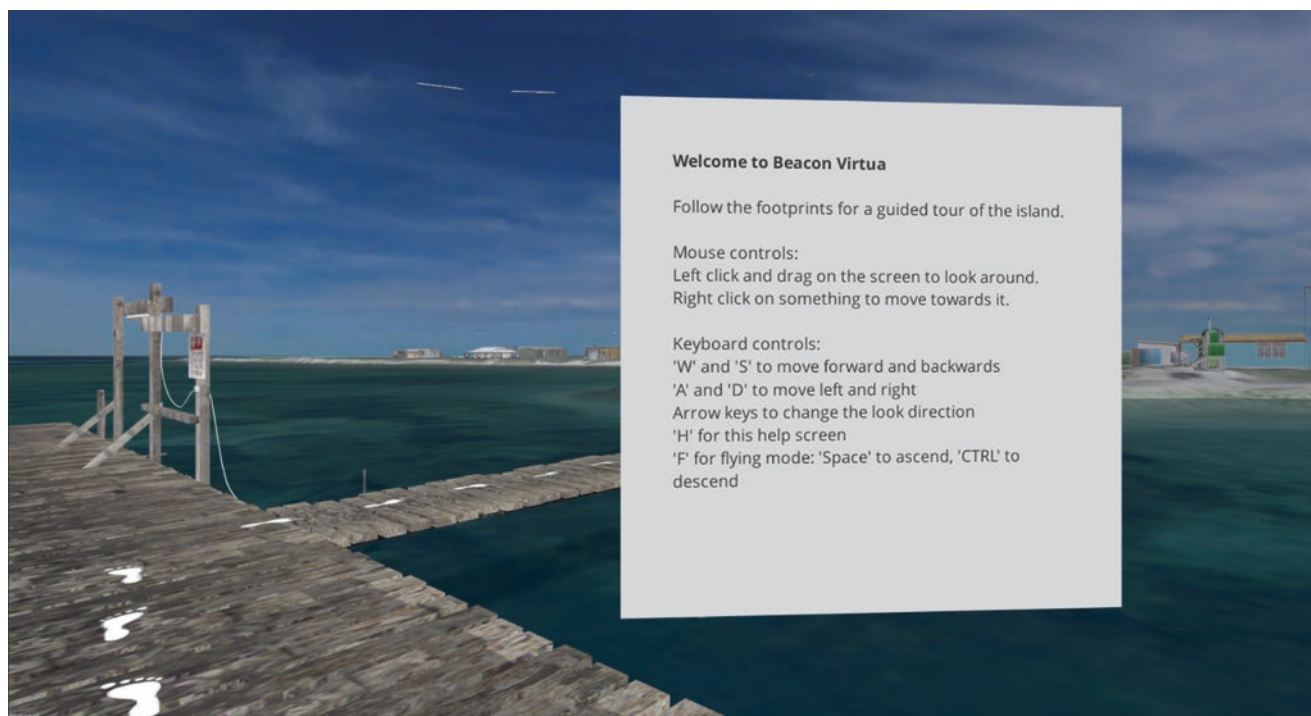 Welcome to Beacon Virtua
Follow the footprints for a guided tour of the island.
Mouse controls:
Left click and drag on the screen to look around.
Right click on something to move towards it.
Keyboard controls:
'W' and 'S' to move forward and backwards
'A' and 'D' to move left and right
Arrow keys to change the look direction
'H' for this help screen
'F' for flying mode: 'Space' to ascend, 'CTRL' to
descend